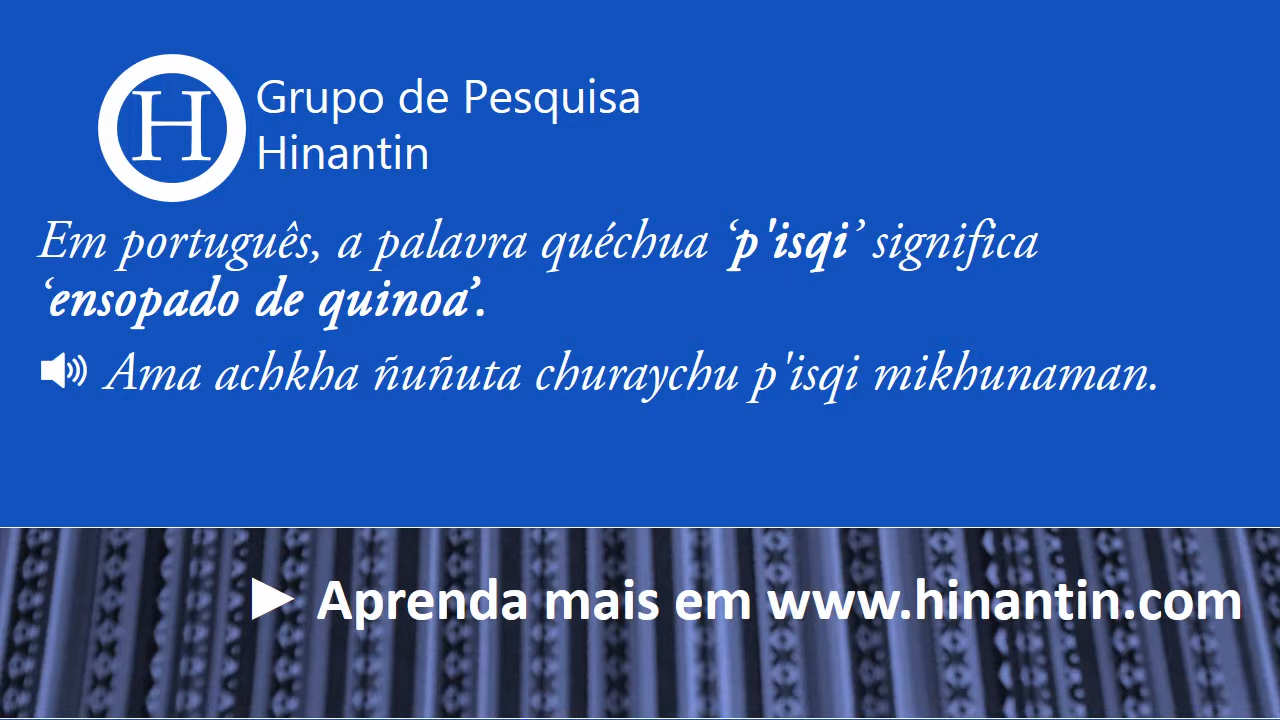 H
Grupo de Pesquisa
Hinantin
Em português, a palavra quéchua ‘p'isqi’ significa
‘ensopado de quinoa’.
Ama achkha ñuñuta churaychu p'isqi mikhunaman.
► Aprenda mais em www.hinantin.com